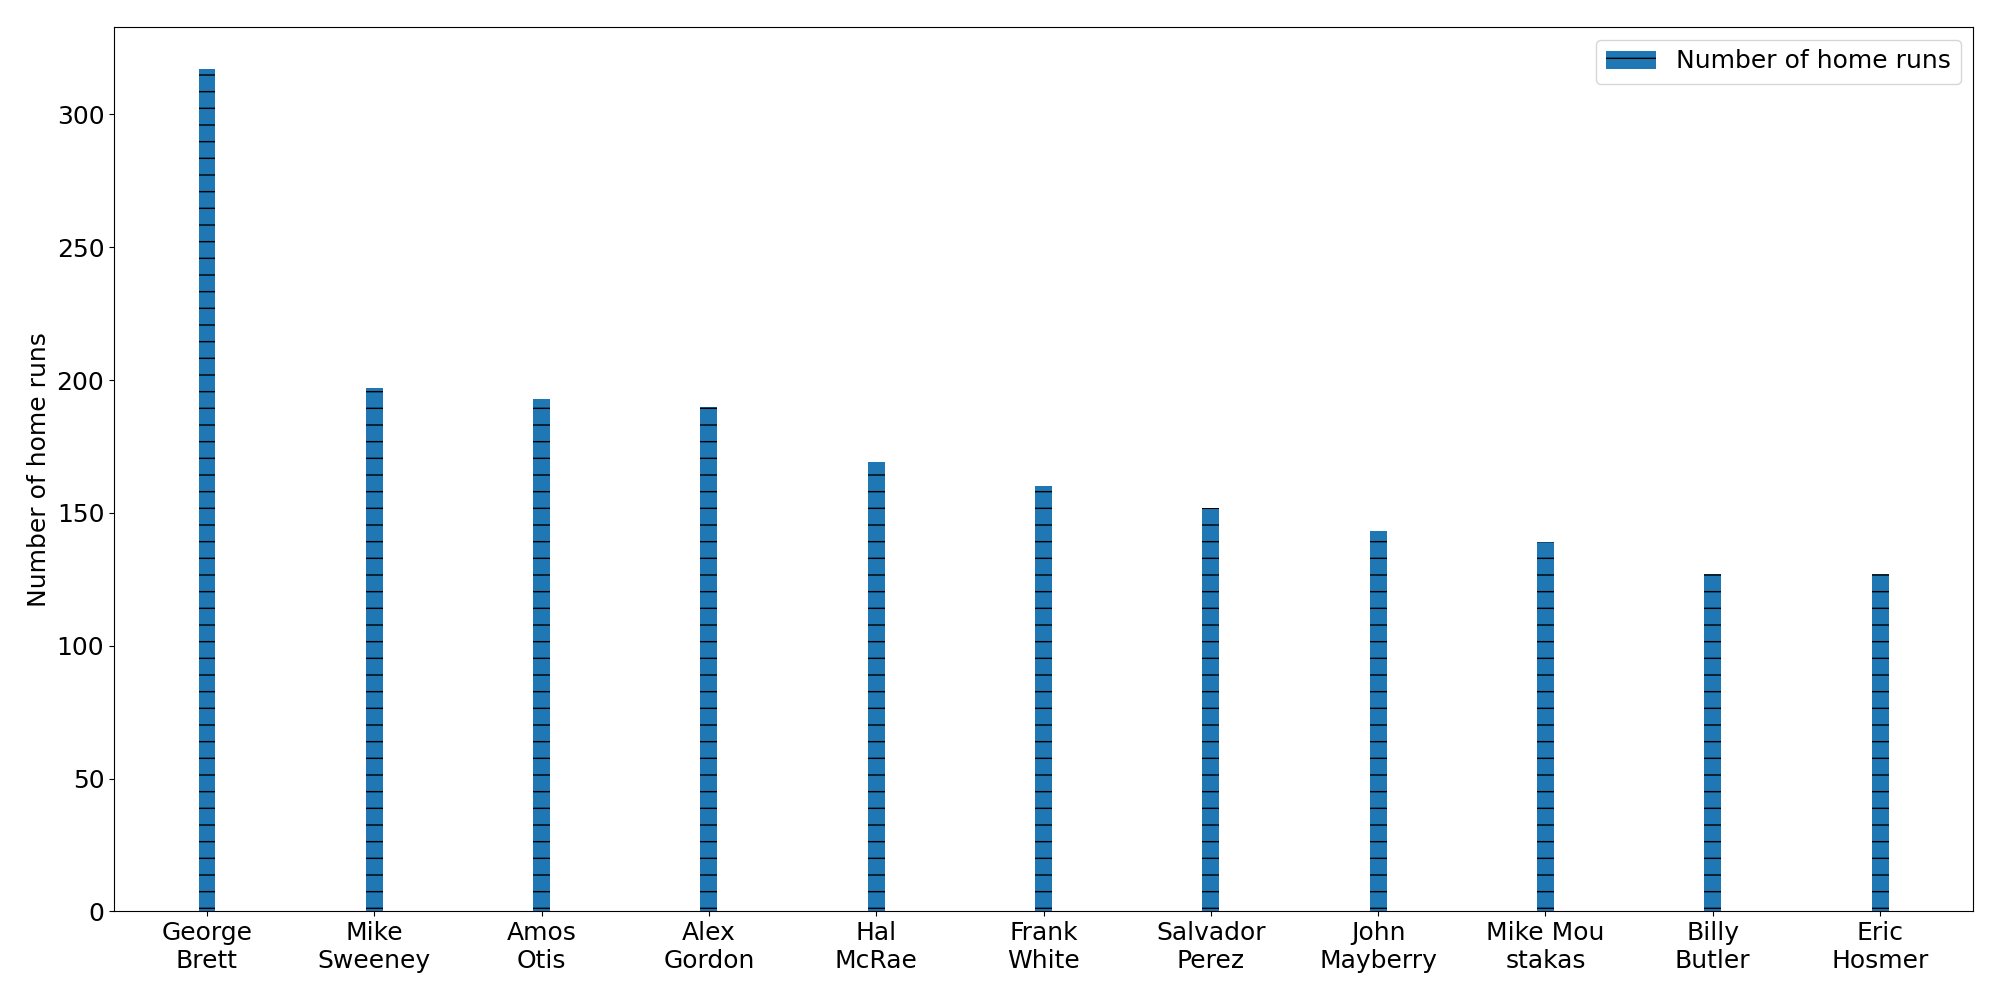 Number of home runs
Number of home runs
300
250
200
150
100
50
0
George
Brett
Mike
Sweeney
Amos
Otis
Alex
Gordon
Hal
McRae
Frank
White
Salvador
Perez
John
Mayberry
Mike Mou
stakas
Billy
Butler
Eric
Hosmer